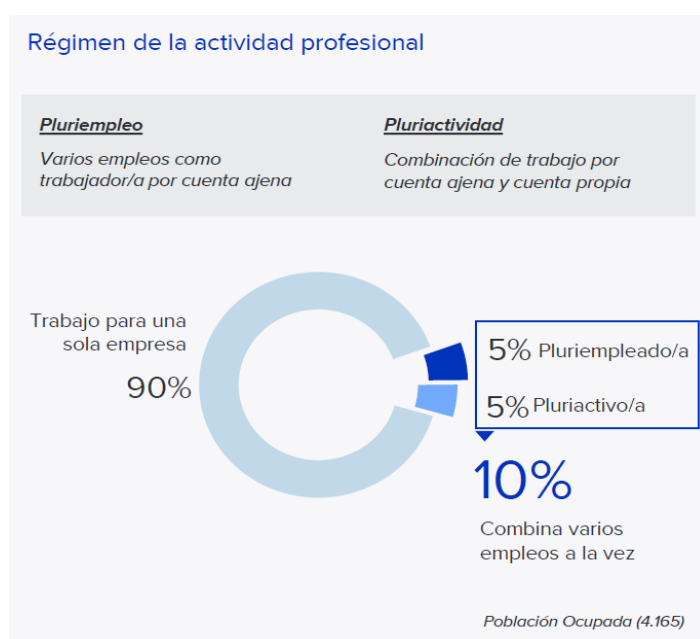 Régimen de la actividad profesional
Pluriempleo
Varios empleos como
trabajador/a por cuenta ajena
Pluriactividad
Combinación de trabajo por
cuenta ajena y cuenta propia
Trabajo para una
sola empresa
90%
5% Pluriempleado/a
5% Pluriactivo/a
10%
Combina varios
empleos a la vez
Población Ocupada (4.165)